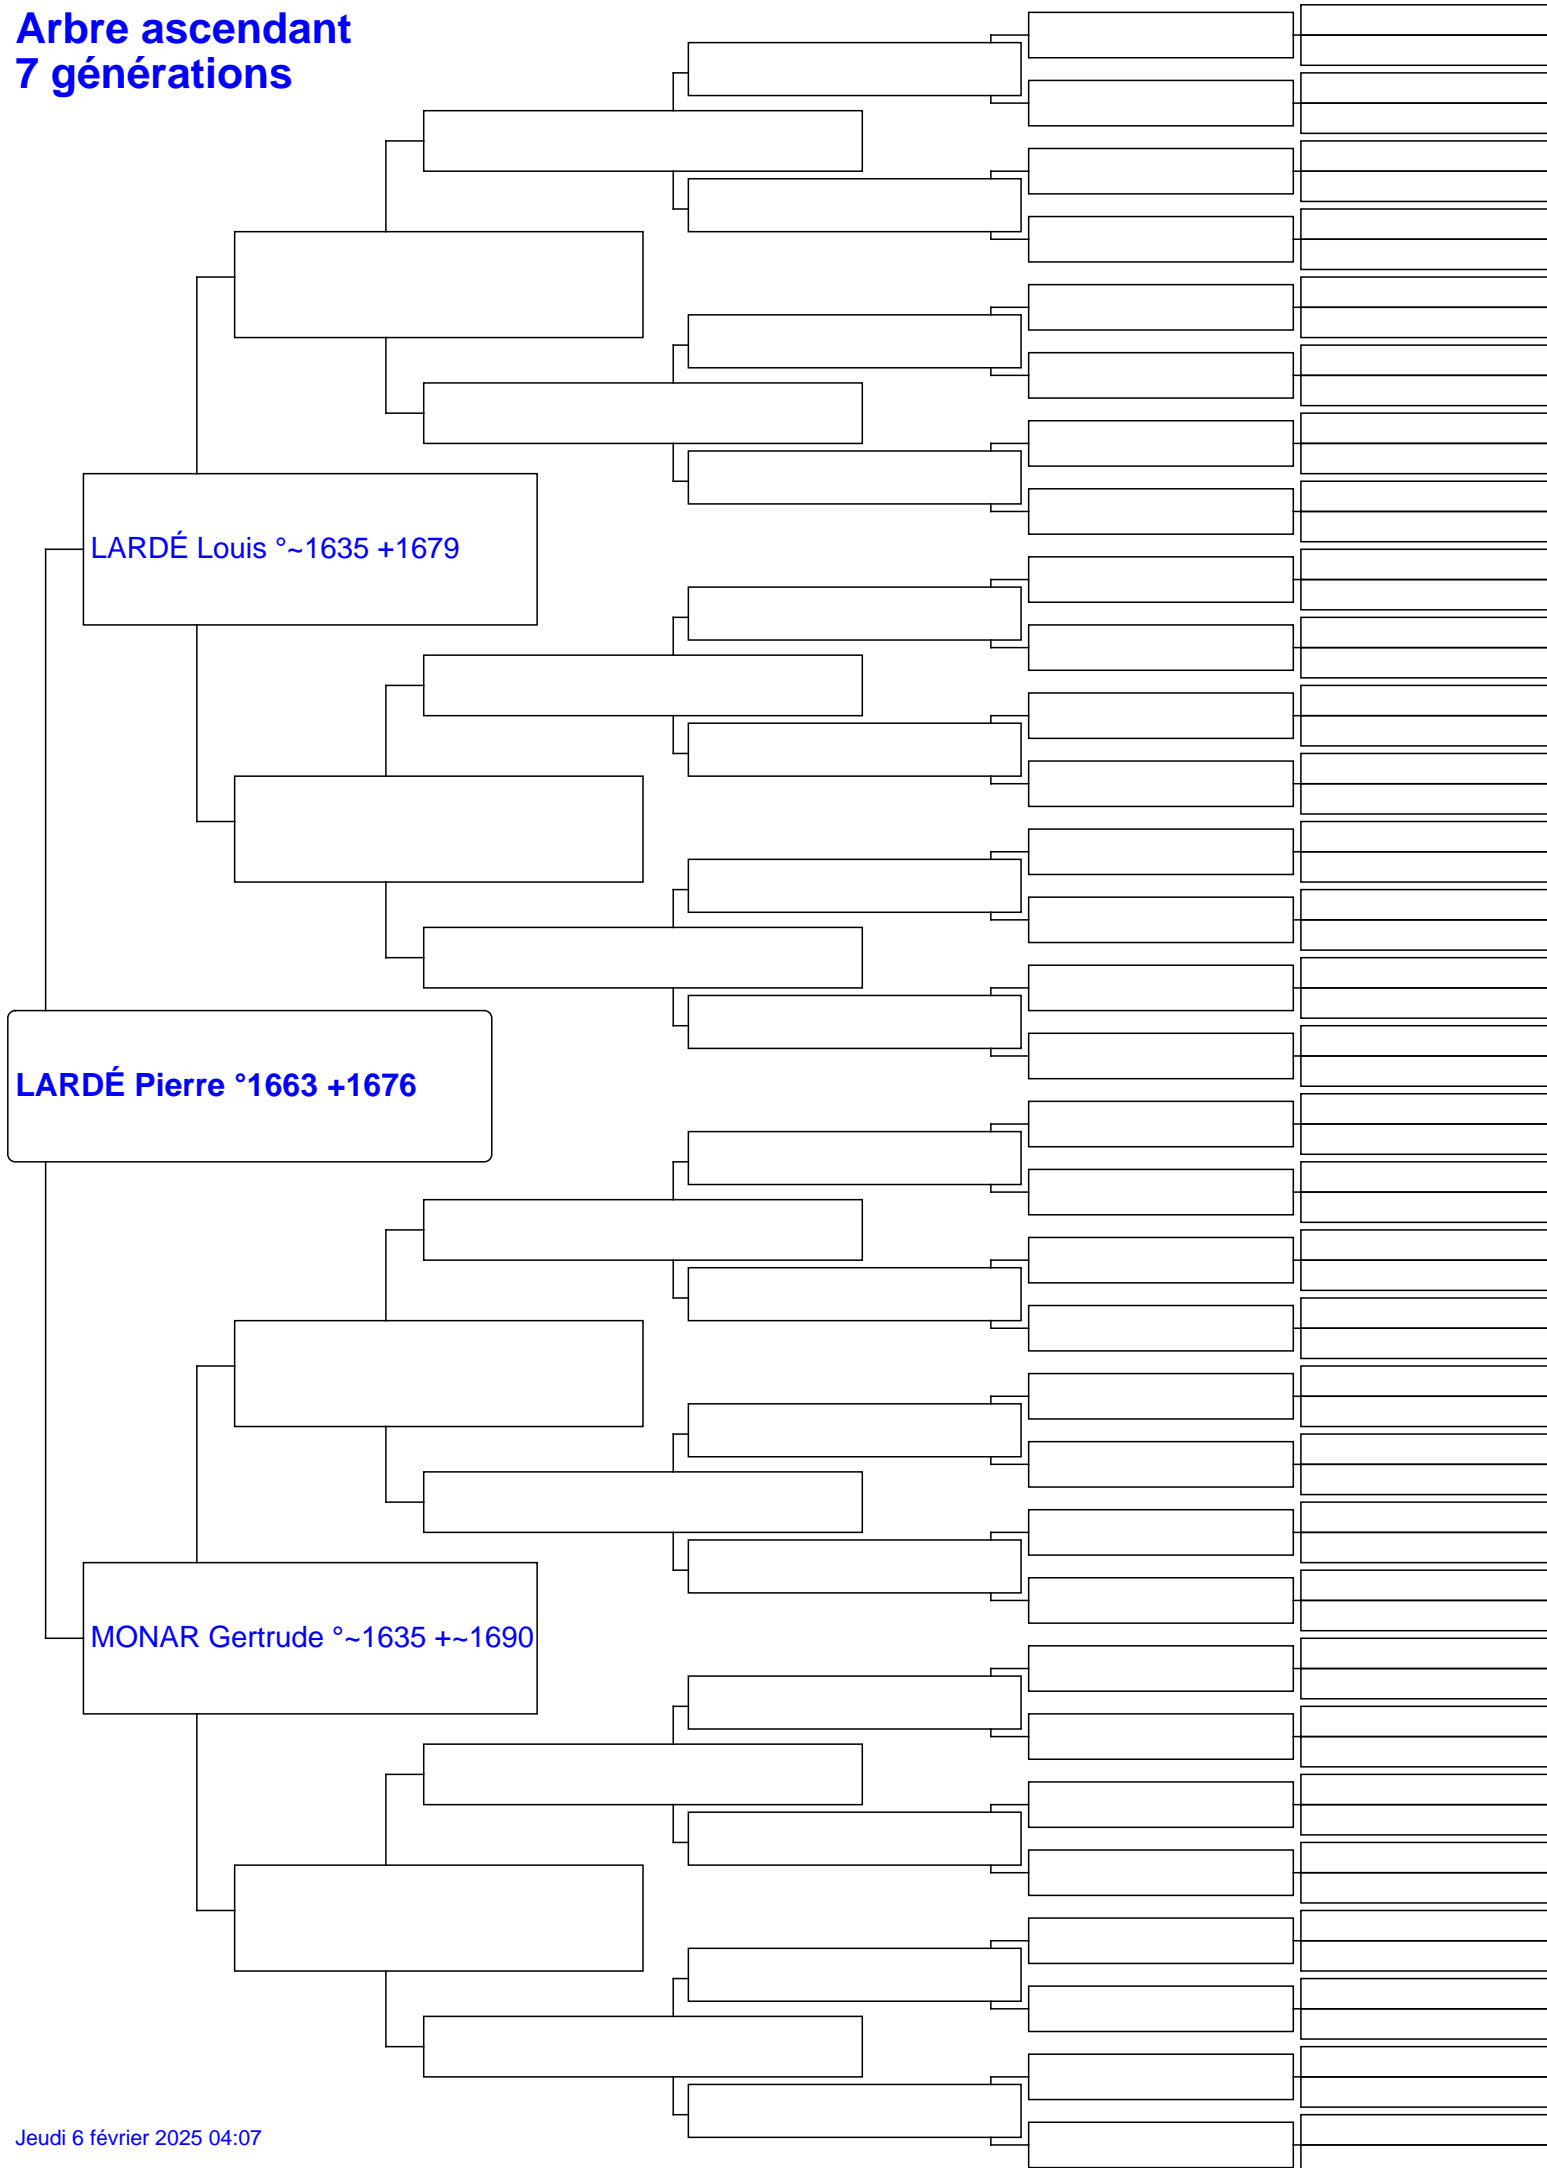 Arbre ascendant
7 générations
LARDÉ Louis °~1635 +1679
LARDÉ Pierre °1663 +1676
MONAR Gertrude °~1635 +~1690
Jeudi 6 février 2025 04:07